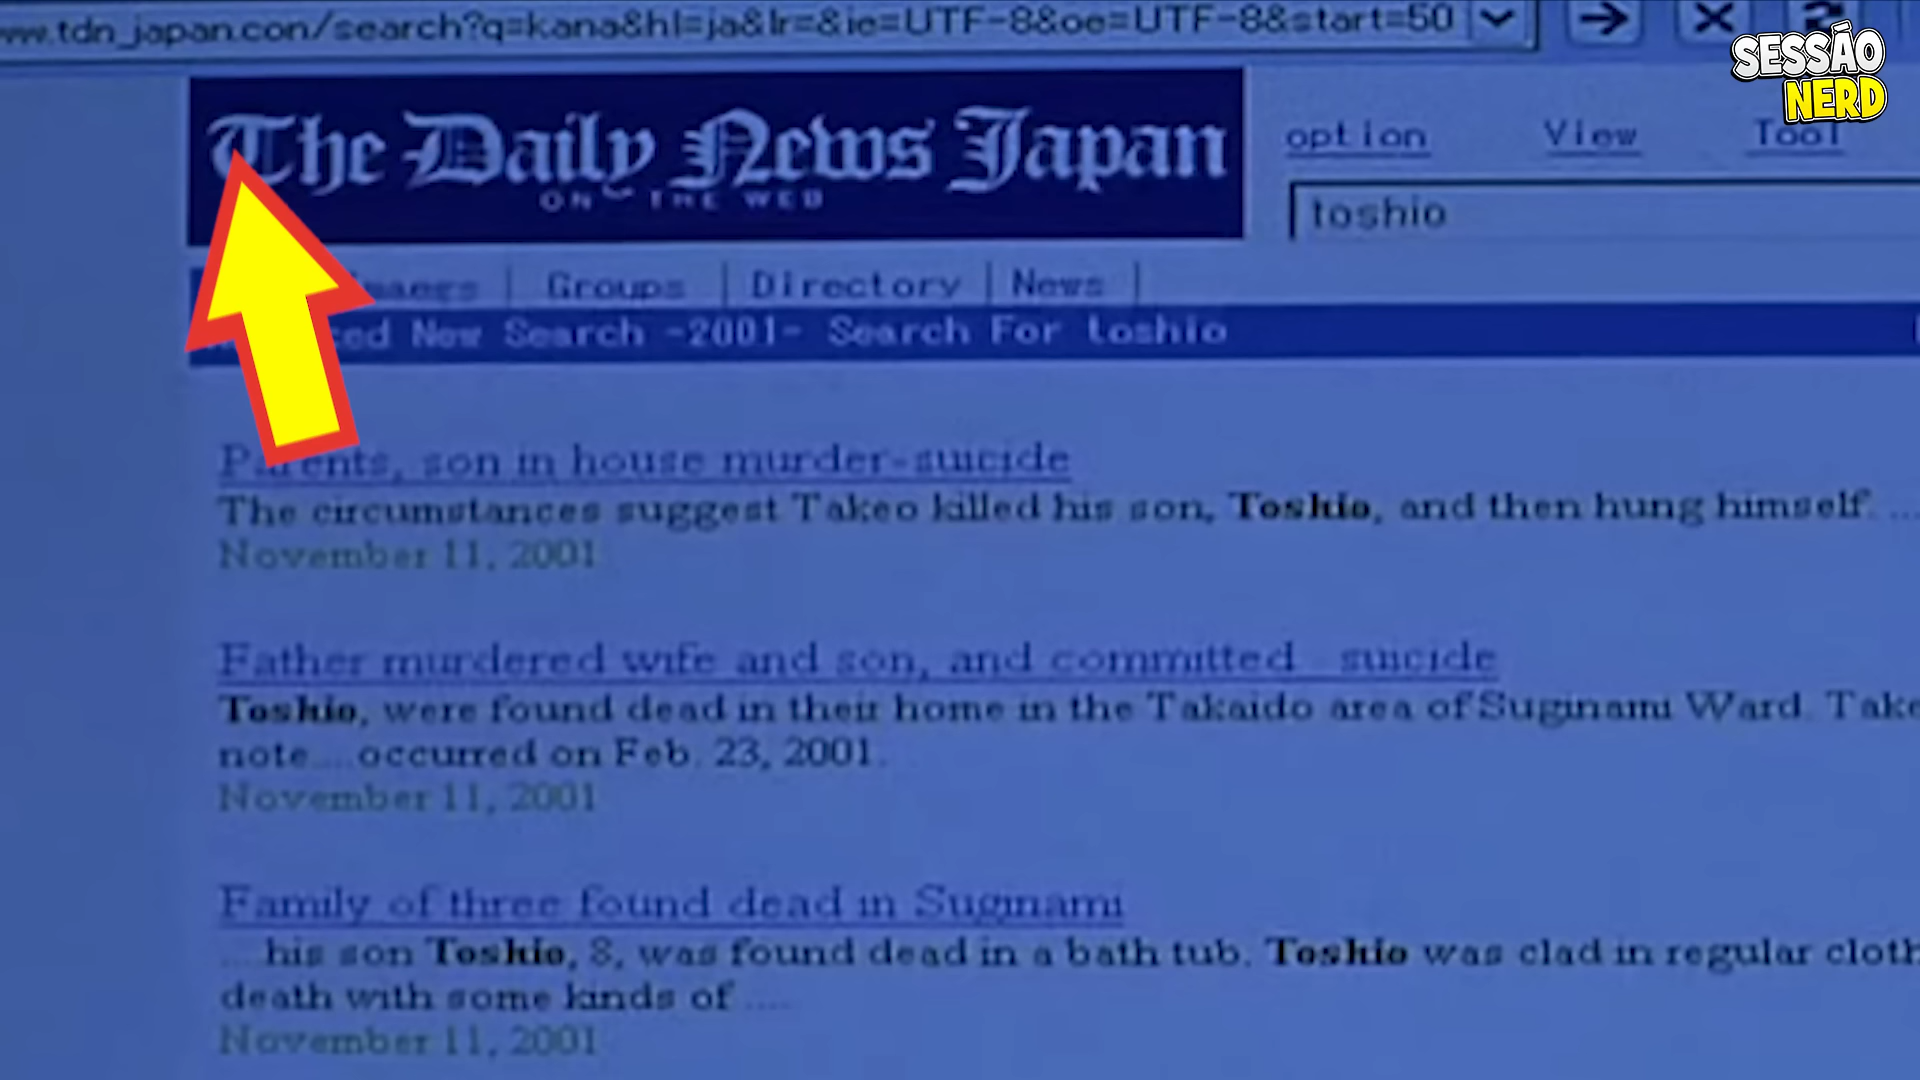 www.tdn_japan.con/search?q=kana&hl=ja&lr=&ie=UTF-8&oe=UTF-8&start=50
SESSÃO
NERD
The Daily News Japan
ON THE WEB
option View Tool
toshio
Groups | Directory | News |
New Search -2001- Search For toshio
Parents, son in house murder-suicide
The circumstances suggest Takeo killed his son, Toshio, and then hung himself. ...
November 11, 2001
Father murdered wife and son, and committed suicide
Toshio, were found dead in their home in the Takaido area of Suginami Ward. Take
note... occurred on Feb. 23, 2001.
November 11, 2001
Family of three found dead in Suginami
....his son Toshio, 8, was found dead in a bath tub. Toshio was clad in regular cloth
death with some kinds of ....
November 11, 2001